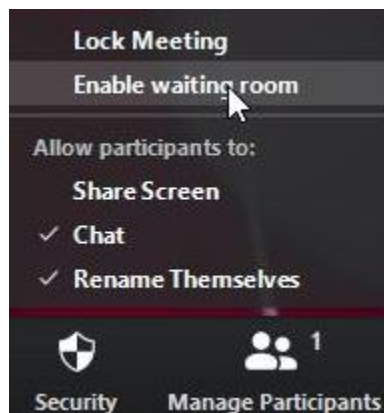 Lock Meeting
Enable waiting room
Allow participants to:
Share Screen
Chat
Rename Themselves
1
Security Manage Participants